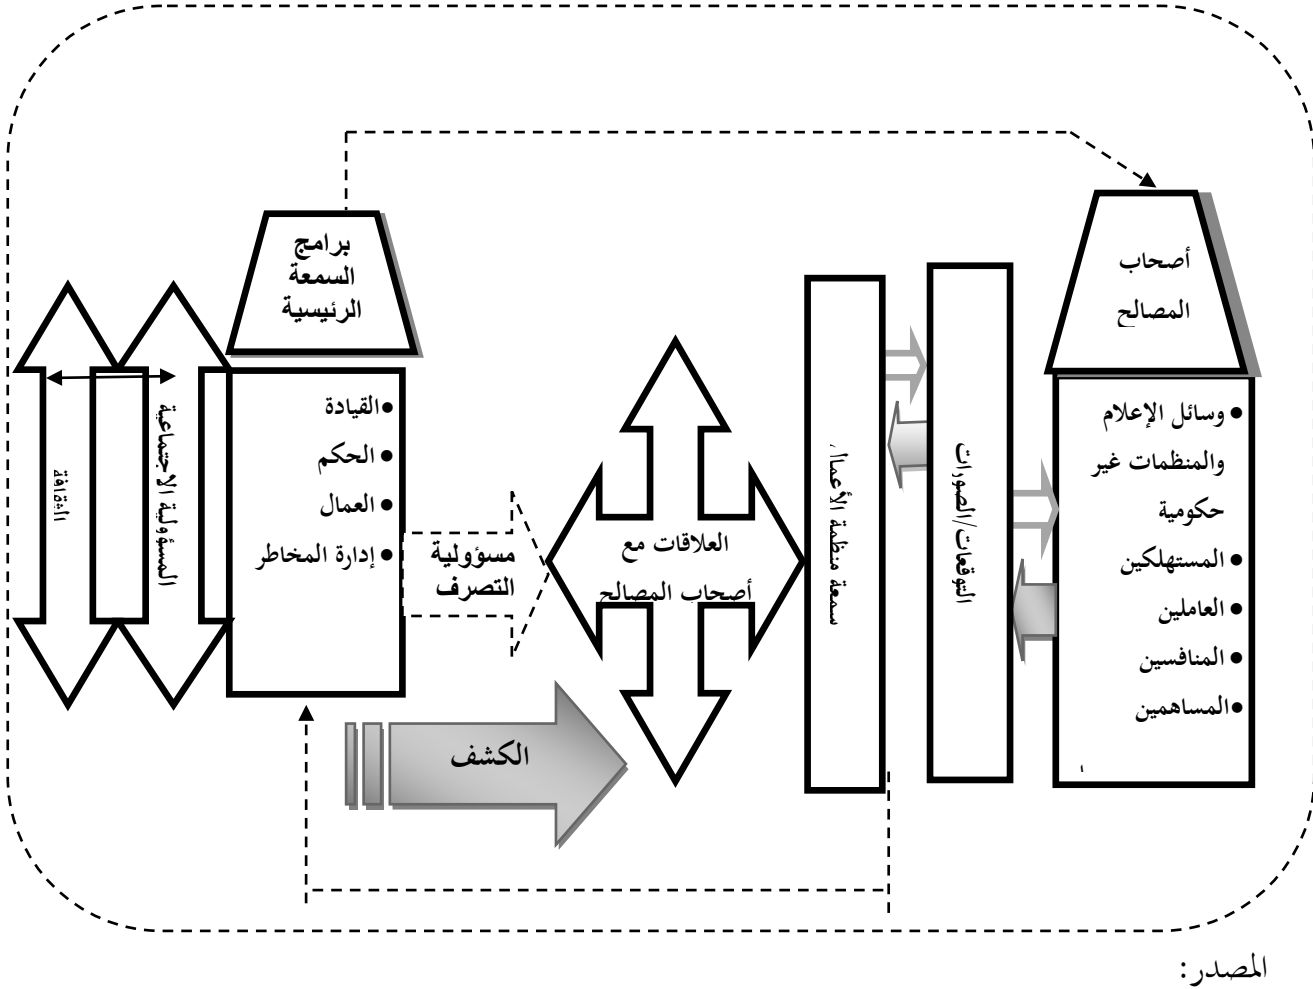 أصحاب
المصالح
• وسائل الإعلام
والمنظمات غير
حكومية
• المستهلكين
• العاملين
• المنافسين
•المساهمين
التوقعات/الصورات
سمعة منظمة الأعمال
العلاقات مع
أصحاب المصالح
مسؤولية
التصرف
الكشف
برامج
السمعة
الرئيسية
•القيادة
• الحكم
• العمال
• إدارة المخاطر
المسؤولية الاجتماعية
الثقافة
المصدر: